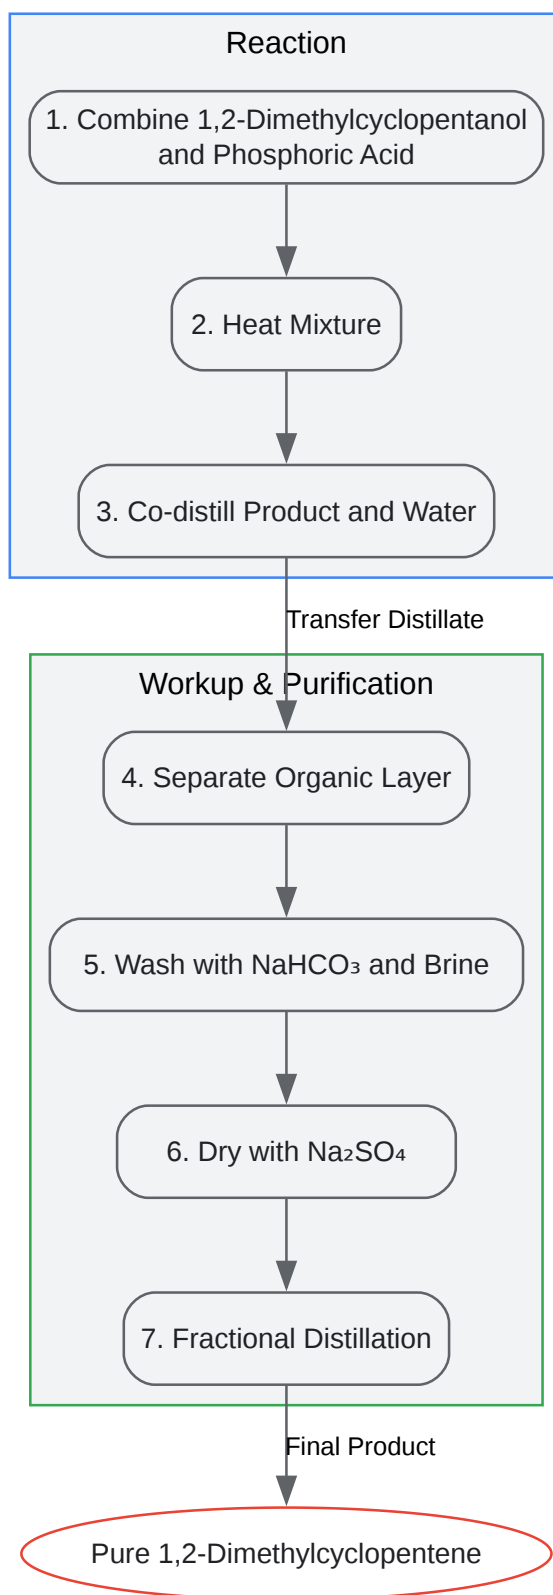 Reaction
1. Combine 1,2-Dimethylcyclopentanol
and Phosphoric Acid
2. Heat Mixture
3. Co-distill Product and Water
Transfer Distillate
Workup & Purification
4. Separate Organic Layer
5. Wash with NaHCO₃ and Brine
6. Dry with Na₂SO₄
7. Fractional Distillation
Final Product
Pure 1,2-Dimethylcyclopentene